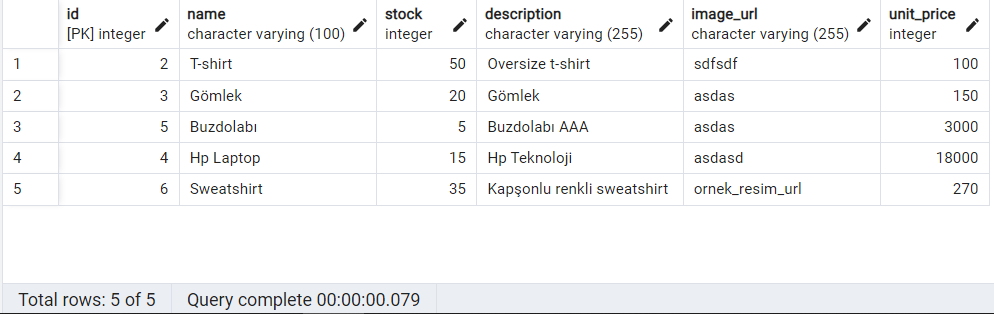 id name stock description image_url unit_price
[PK] integer character varying (100) integer character varying (255) character varying (255) integer
1 2 T-shirt 50 Oversize t-shirt sdfsdf 100
2 3 Gömlek 20 Gömlek asdas 150
3 5 Buzdolabı 5 Buzdolabı AAA asdas 3000
4 4 Hp Laptop 15 Hp Teknoloji asdasd 18000
5 6 Sweatshirt 35 Kapşonlu renkli sweatshirt ornek_resim_url 270
Total rows: 5 of 5 Query complete 00:00:00.079